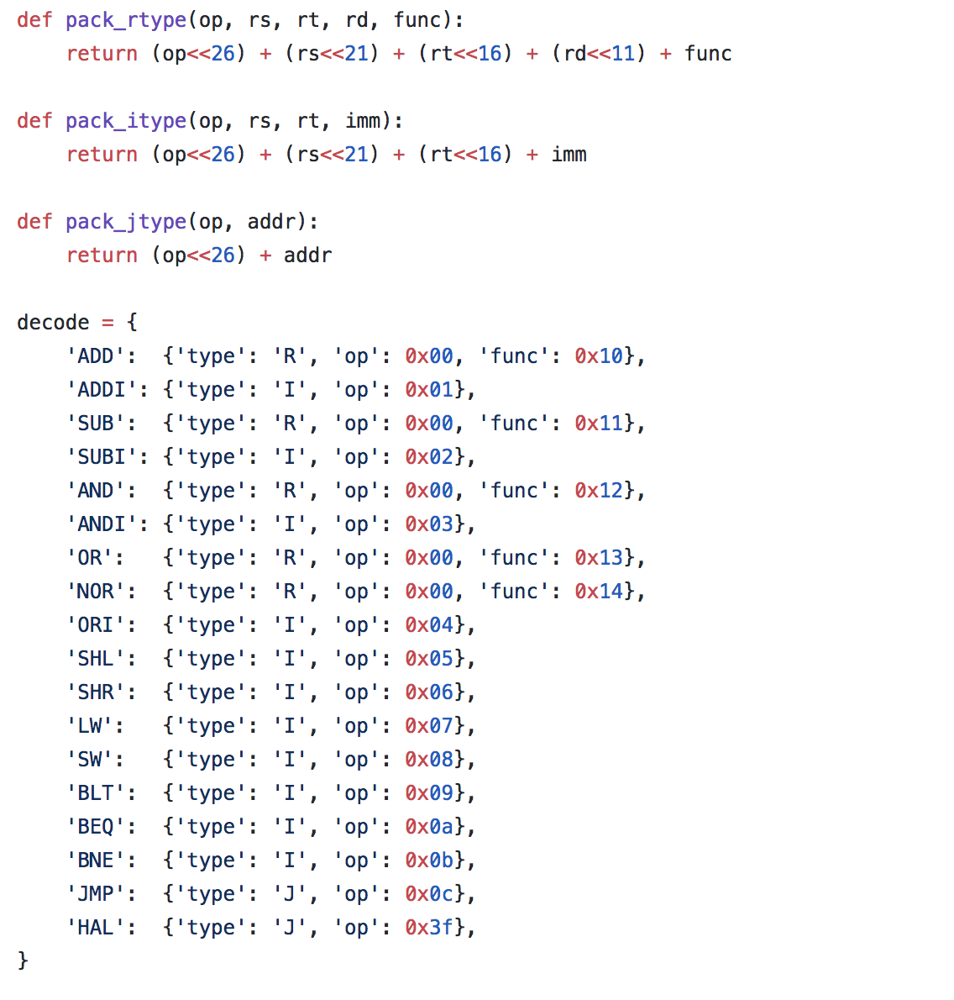 def pack_rtype(op, rs, rt, rd, func):
    return (op<<26) + (rs<<21) + (rt<<16) + (rd<<11) + func

def pack_itype(op, rs, rt, imm):
    return (op<<26) + (rs<<21) + (rt<<16) + imm

def pack_jtype(op, addr):
    return (op<<26) + addr

decode = {
    'ADD':  {'type': 'R', 'op': 0x00, 'func': 0x10},
    'ADDI': {'type': 'I', 'op': 0x01},
    'SUB':  {'type': 'R', 'op': 0x00, 'func': 0x11},
    'SUBI': {'type': 'I', 'op': 0x02},
    'AND':  {'type': 'R', 'op': 0x00, 'func': 0x12},
    'ANDI': {'type': 'I', 'op': 0x03},
    'OR':   {'type': 'R', 'op': 0x00, 'func': 0x13},
    'NOR':  {'type': 'R', 'op': 0x00, 'func': 0x14},
    'ORI':  {'type': 'I', 'op': 0x04},
    'SHL':  {'type': 'I', 'op': 0x05},
    'SHR':  {'type': 'I', 'op': 0x06},
    'LW':   {'type': 'I', 'op': 0x07},
    'SW':   {'type': 'I', 'op': 0x08},
    'BLT':  {'type': 'I', 'op': 0x09},
    'BEQ':  {'type': 'I', 'op': 0x0a},
    'BNE':  {'type': 'I', 'op': 0x0b},
    'JMP':  {'type': 'J', 'op': 0x0c},
    'HAL':  {'type': 'J', 'op': 0x3f},
}